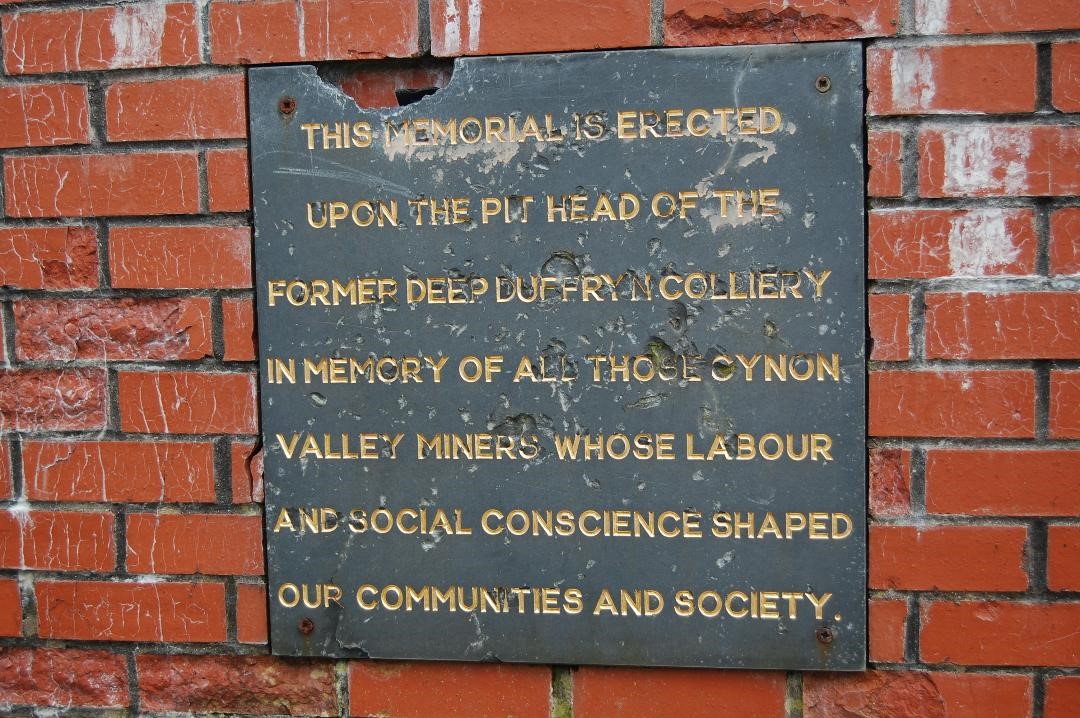 THIS MEMORIAL IS ERECTED
UPON THE PIT HEAD OF THE
FORMER DEEP DUFFRYN COLLIERY
IN MEMORY OF ALL THOSE CYNON
VALLEY MINERS WHOSE LABOUR
AND SOCIAL CONSCIENCE SHAPED
OUR COMMUNITIES AND SOCIETY.